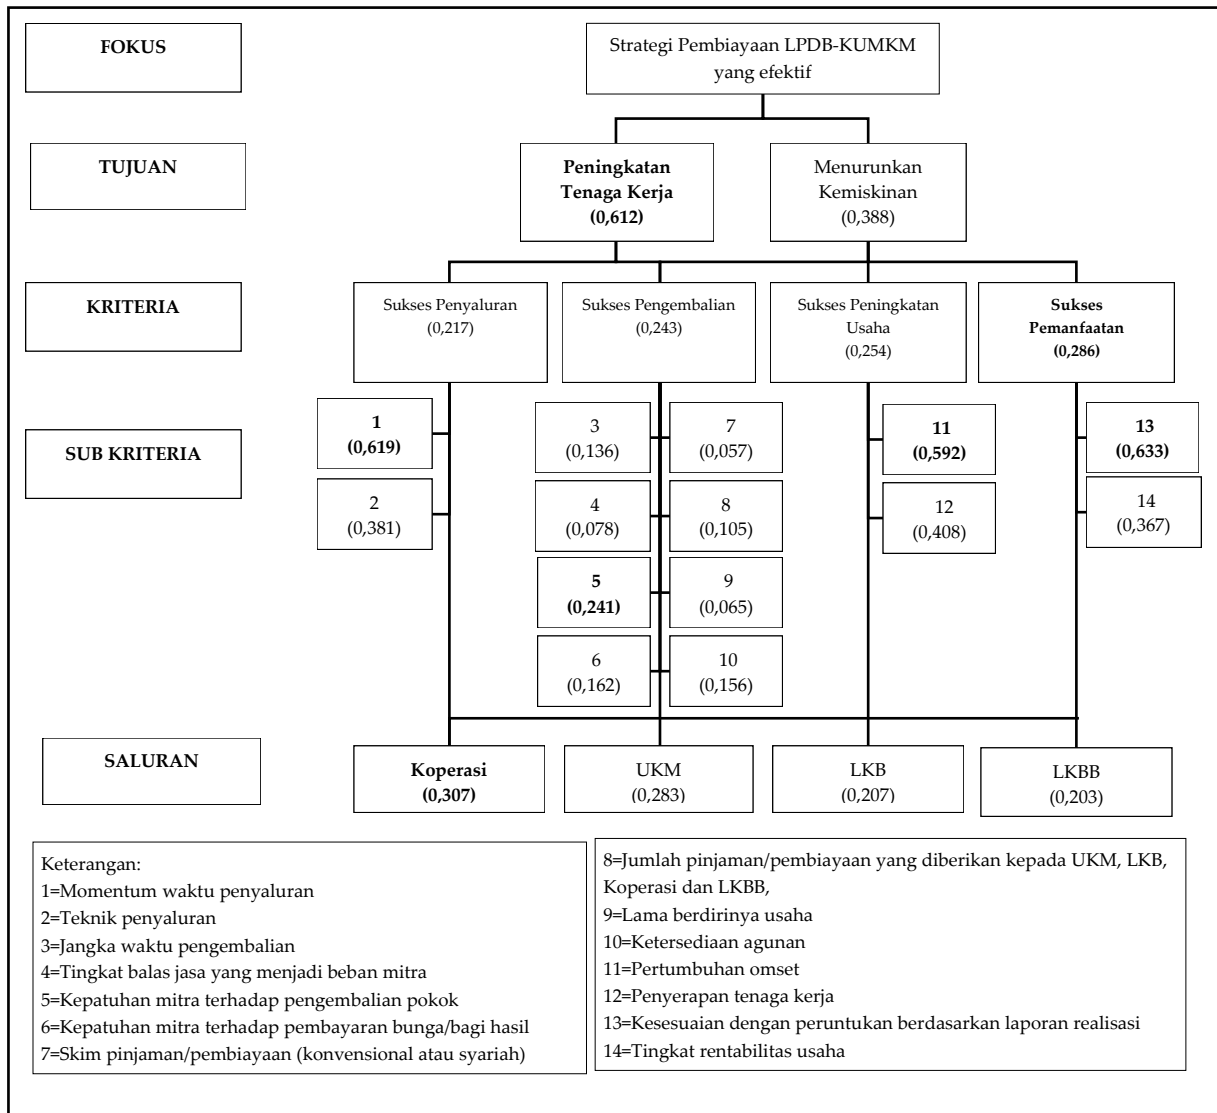 FOKUS
Strategi Pembiayaan LPDB-KUMKM
yang efektif
TUJUAN
Peningkatan
Tenaga Kerja
(0,612)
Menurunkan
Kemiskinan
(0,388)
KRITERIA
Sukses Penyaluran
(0,217)
Sukses Pengembalian
(0,243)
Sukses Peningkatan
Usaha
(0,254)
Sukses
Pemanfaatan
(0,286)
SUB KRITERIA
1
(0,619)
2
(0,381)
3
(0,136)
4
(0,078)
5
(0,241)
6
(0,162)
7
(0,057)
8
(0,105)
9
(0,065)
10
(0,156)
11
(0,592)
12
(0,408)
13
(0,633)
14
(0,367)
SALURAN
Koperasi
(0,307)
UKM
(0,283)
LKB
(0,207)
LKBB
(0,203)
Keterangan:
1=Momentum waktu penyaluran
2=Teknik penyaluran
3=Jangka waktu pengembalian
4=Tingkat balas jasa yang menjadi beban mitra
5=Kepatuhan mitra terhadap pengembalian pokok
6=Kepatuhan mitra terhadap pembayaran bunga/bagi hasil
7=Skim pinjaman/pembiayaan (konvensional atau syariah)
8=Jumlah pinjaman/pembiayaan yang diberikan kepada UKM, LKB,
Koperasi dan LKBB,
9=Lama berdirinya usaha
10=Ketersediaan agunan
11=Pertumbuhan omset
12=Penyerapan tenaga kerja
13=Kesesuaian dengan peruntukan berdasarkan laporan realisasi
14=Tingkat rentabilitas usaha